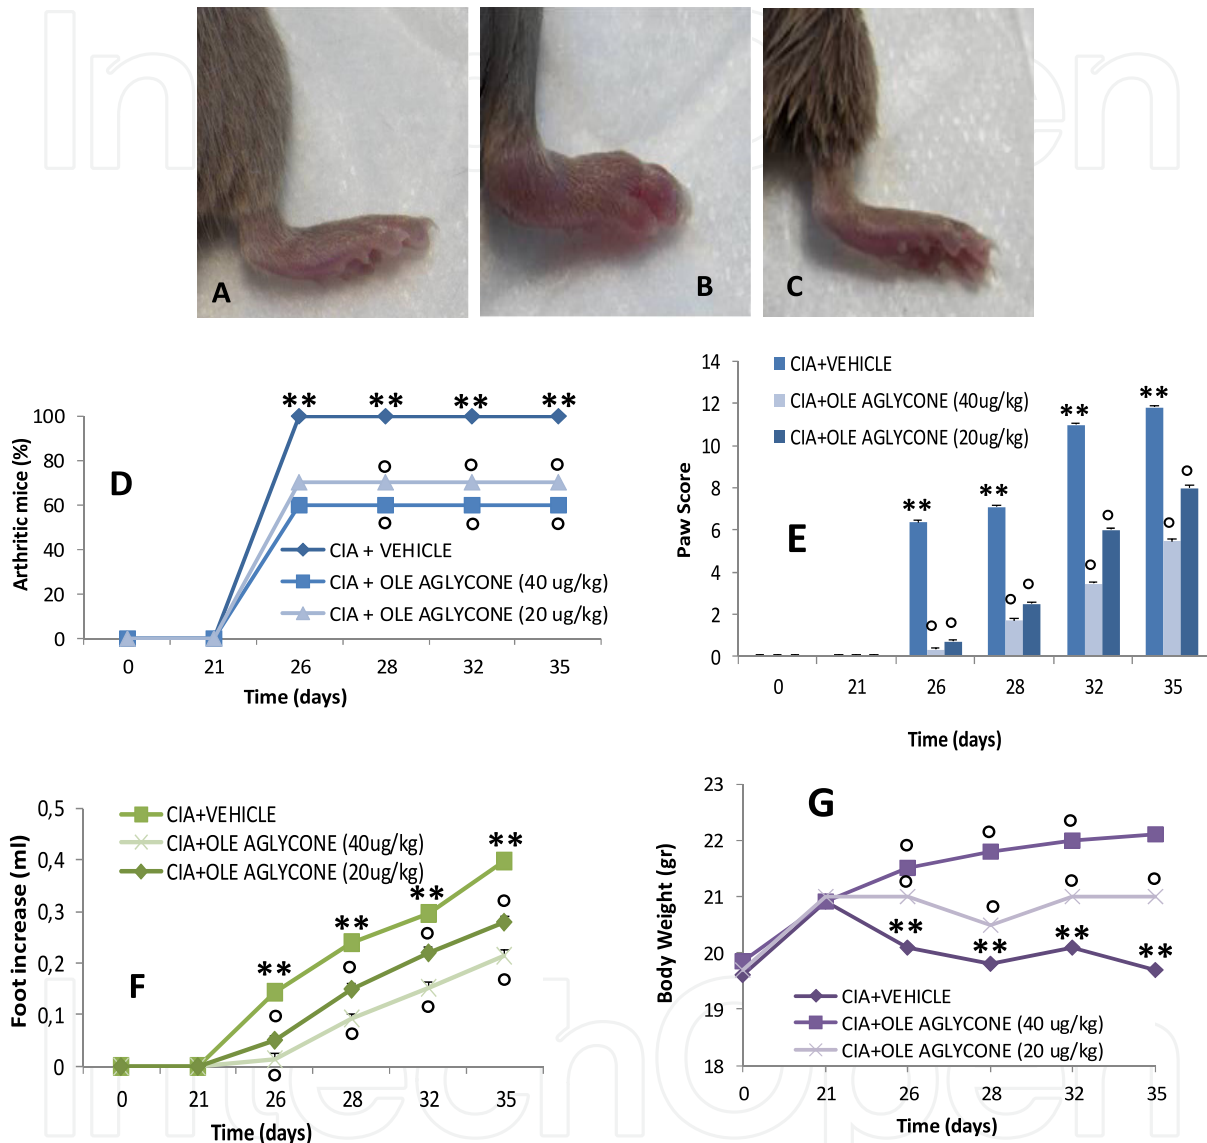 InTechOpen
A
B
C
D
Arthritic mice (%)
100
80
60
40
20
0
** ** ** **
CIA + VEHICLE
CIA + OLE AGLYCONE (40 ug/kg)
CIA + OLE AGLYCONE (20 ug/kg)
0 21 26 28 32 35
Time (days)
E
Paw Score
14
12
10
8
6
4
2
0
CIA+VEHICLE
CIA+OLE AGLYCONE (40ug/kg)
CIA+OLE AGLYCONE (20ug/kg)
** ** ** **
0 21 26 28 32 35
Time (days)
F
Foot increase (ml)
0,5
0,4
0,3
0,2
0,1
0
CIA+VEHICLE
CIA+OLE AGLYCONE (40ug/kg)
CIA+OLE AGLYCONE (20ug/kg)
** ** ** **
0 21 26 28 32 35
Time (days)
G
Body Weight (gr)
23
22
21
20
19
18
** ** ** **
CIA+VEHICLE
CIA+OLE AGLYCONE (40 ug/kg)
CIA+OLE AGLYCONE (20 ug/kg)
0 21 26 28 32 35
Time (days)
InTechOpen